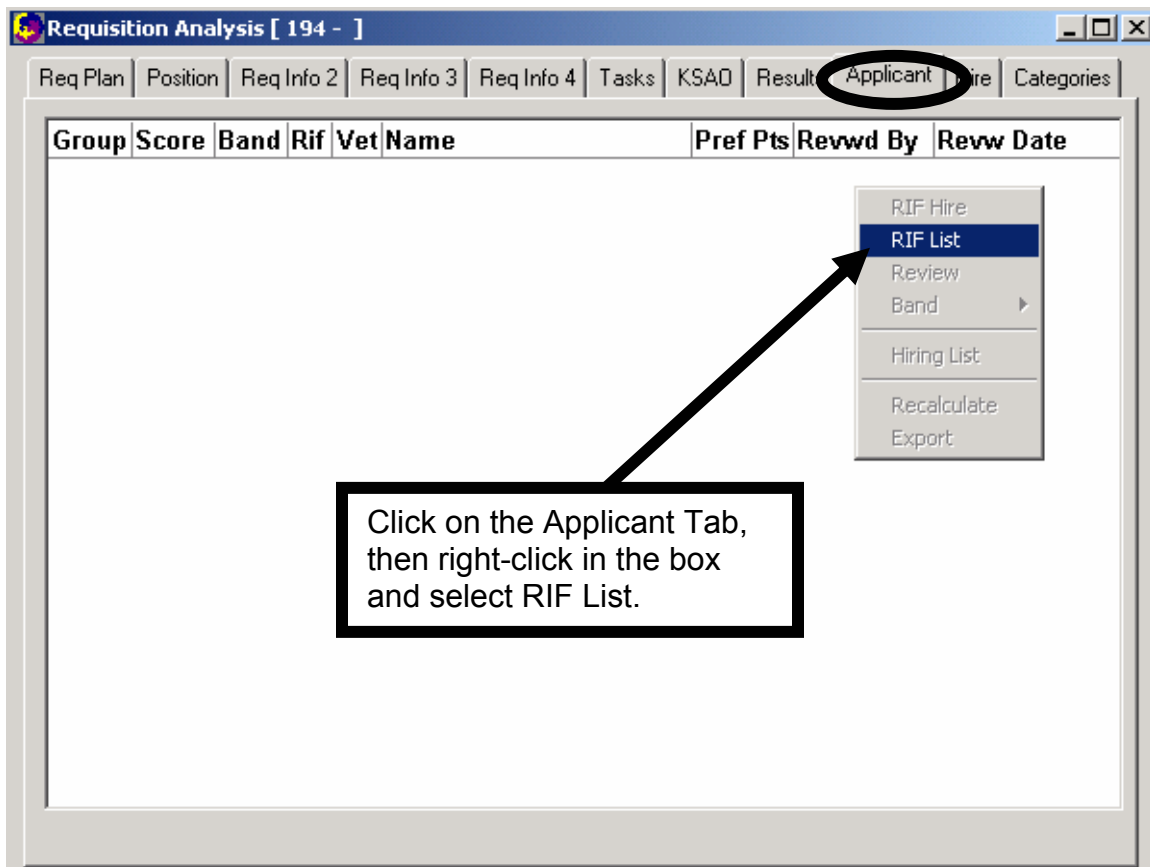 Requisition Analysis [ 194 - ]
Req Plan Position Req Info 2 Req Info 3 Req Info 4 Tasks KSAO Applicant Categories
Group Score Band Rif Vet Name Pref Pts Revwd By Revw Date
RIF Hire
RIF List
Review
Band
Hiring List
Recalculate
Export
Click on the Applicant Tab,
then right-click in the box
and select RIF List.